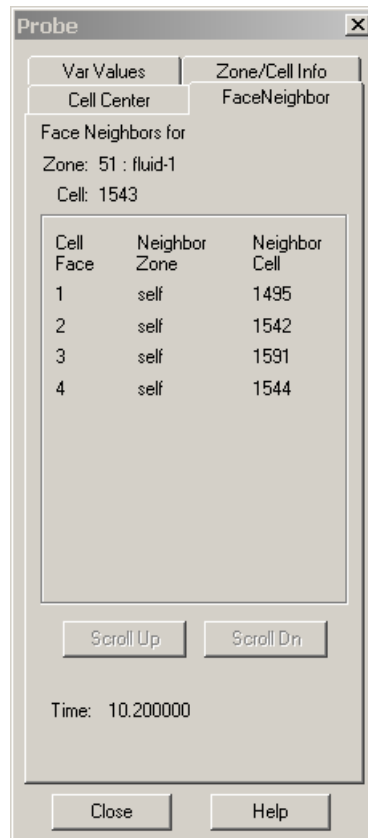 Probe
Var Values Zone/Cell Info
Cell Center FaceNeighbor
Face Neighbors for
Zone: 51 : fluid-1
Cell: 1543
Cell Neighbor Neighbor
Face Zone Cell
1 self 1495
2 self 1542
3 self 1591
4 self 1544
Scroll Up Scroll Dn
Time: 10.200000
Close Help